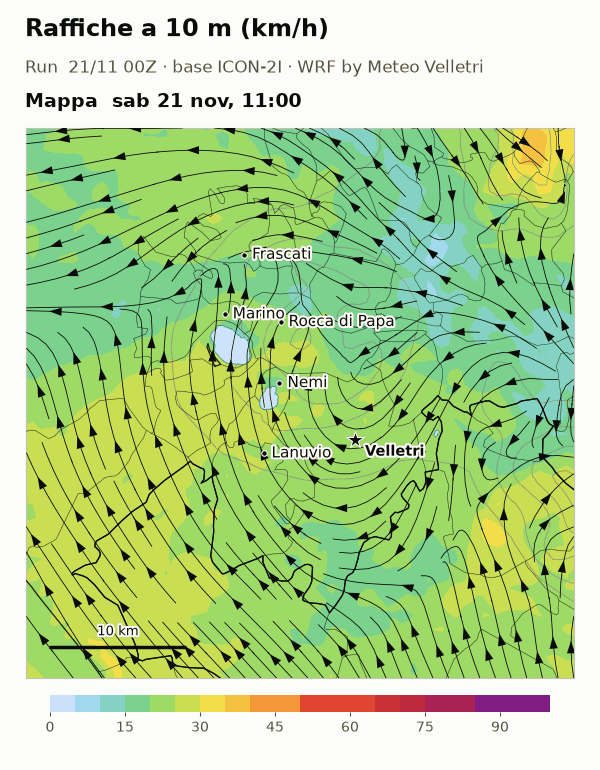 Raffiche a 10 m (km/h)
Run  21/11 00Z · base ICON-2I · WRF by Meteo Velletri
Mappa  sab 21 nov, 11:00
Frascati
Marino
Rocca di Papa
Nemi
Velletri
Lanuvio
10 km
0 15 30 45 60 75 90